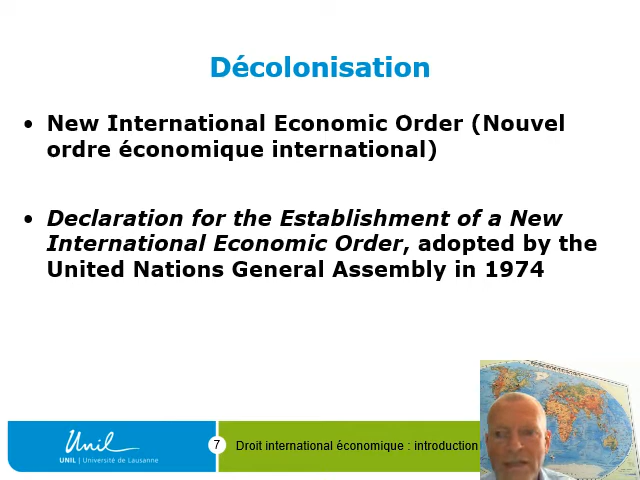 Décolonisation
• New International Economic Order (Nouvel
ordre économique international)
• Declaration for the Establishment of a New
International Economic Order, adopted by the
United Nations General Assembly in 1974
Unil
UNIL | Université de Lausanne
7
Droit international économique : introduction